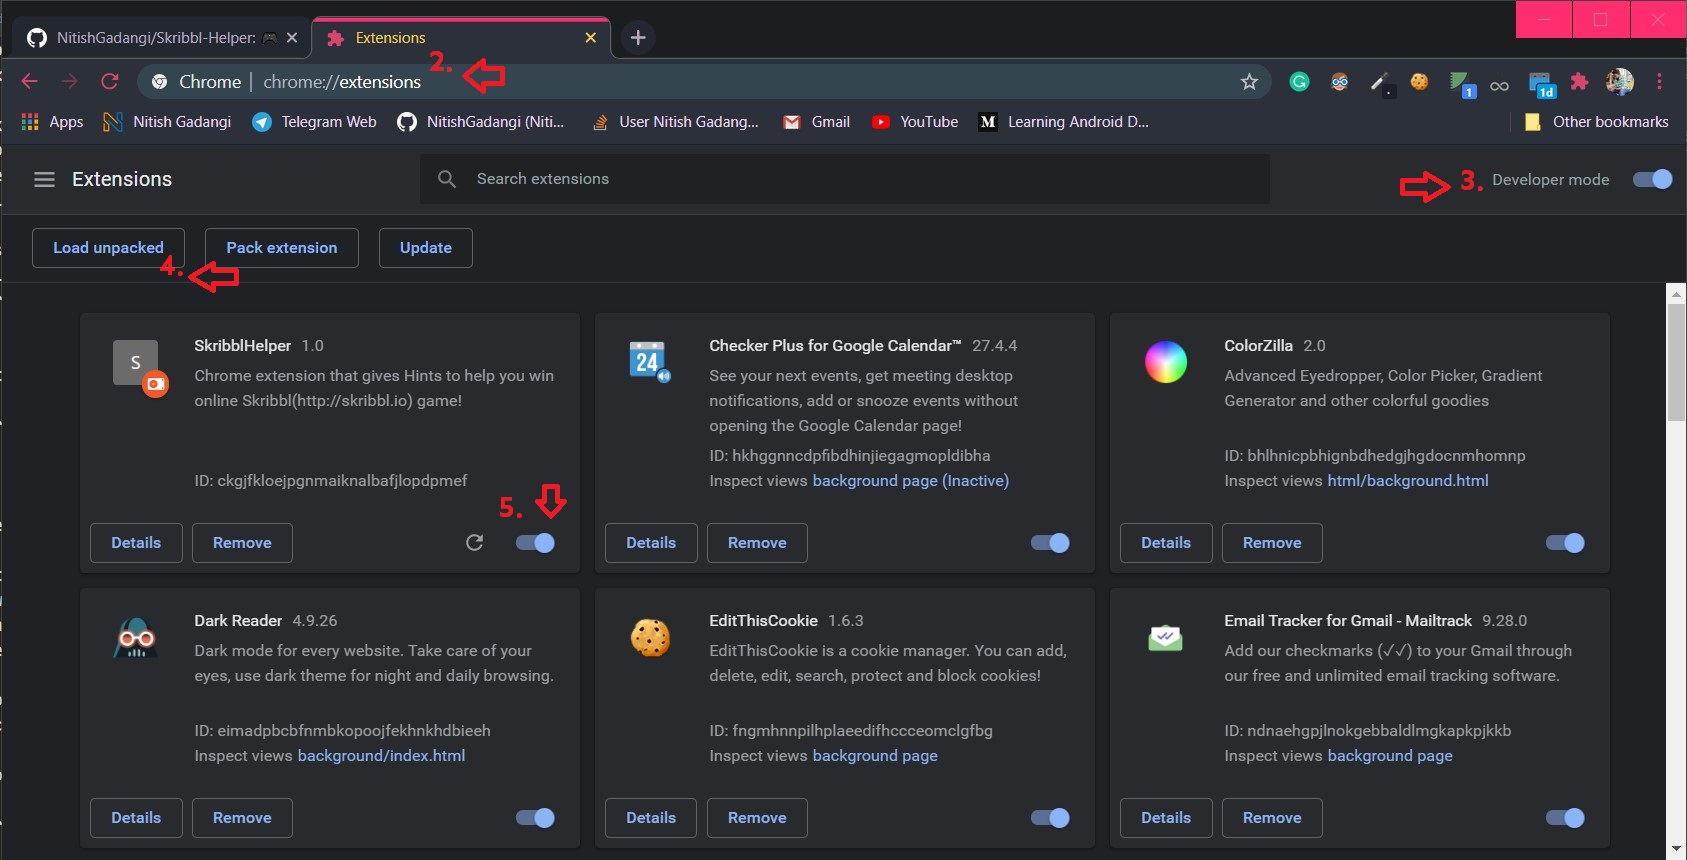 NitishGadangi/Skribbl-Helper: 🎮
Extensions
2.
Chrome | chrome://extensions
1
1d
Apps
Nitish Gadangi
Telegram Web
NitishGadangi (Niti...
User Nitish Gadang...
Gmail
YouTube
M
Learning Android D...
Other bookmarks
Extensions
Search extensions
3.
Developer mode
Load unpacked
Pack extension
Update
4.
S
SkribblHelper 1.0
Chrome extension that gives Hints to help you win
online Skribbl(http://skribbl.io) game!
ID: ckgjfkloejpgnmaiknalbafjlopdpmef
5.
Details
Remove
24
Checker Plus for Google Calendar™ 27.4.4
See your next events, get meeting desktop
notifications, add or snooze events without
opening the Google Calendar page!
ID: hkhggnncdpfibdhinjiegagmopldibha
Inspect views background page (Inactive)
Details
Remove
ColorZilla 2.0
Advanced Eyedropper, Color Picker, Gradient
Generator and other colorful goodies
ID: bhlhnicpbhignbdhedgjhgdocnmhomnp
Inspect views html/background.html
Details
Remove
Dark Reader 4.9.26
Dark mode for every website. Take care of your
eyes, use dark theme for night and daily browsing.
ID: eimadpbcbfnmbkopoojfekhnkhdbieeh
Inspect views background/index.html
Details
Remove
EditThisCookie 1.6.3
EditThisCookie is a cookie manager. You can add,
delete, edit, search, protect and block cookies!
ID: fngmhnnpilhplaeedifhccceomclgfbg
Inspect views background page
Details
Remove
Email Tracker for Gmail - Mailtrack 9.28.0
Add our checkmarks (✓✓) to your Gmail through
our free and unlimited email tracking software.
ID: ndnaehgpjlnokgebbaldlmgkapkpjkkb
Inspect views background page
Details
Remove